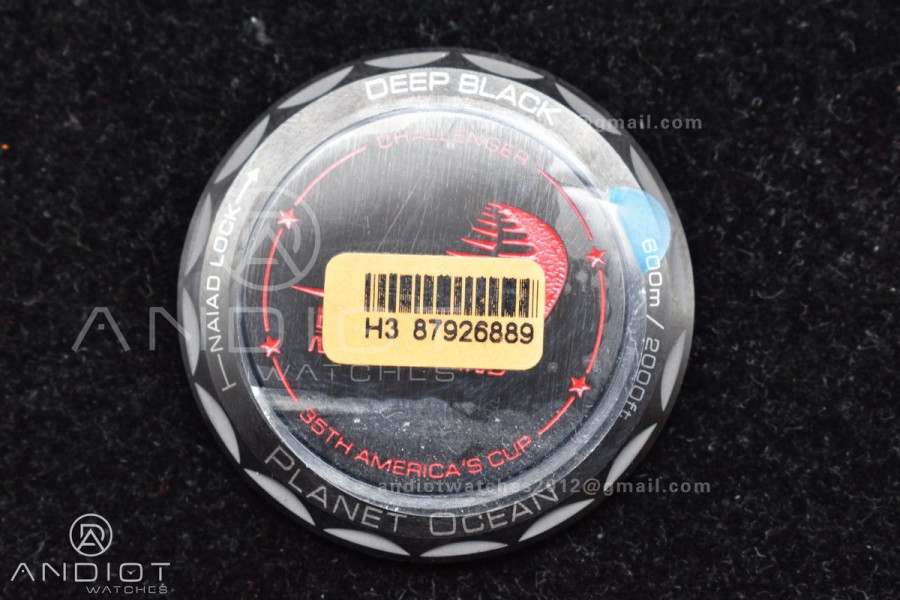 DEEP BLACK
@gmail.com
CHALLENGER
NAIAD LOCK
600m / 2000ft
ANDIOT
WATCHES
H3 87926889
35TH AMERICA'S CUP
PLANET OCEAN
andiotwatches2012@gmail.com
ANDIOT
WATCHES